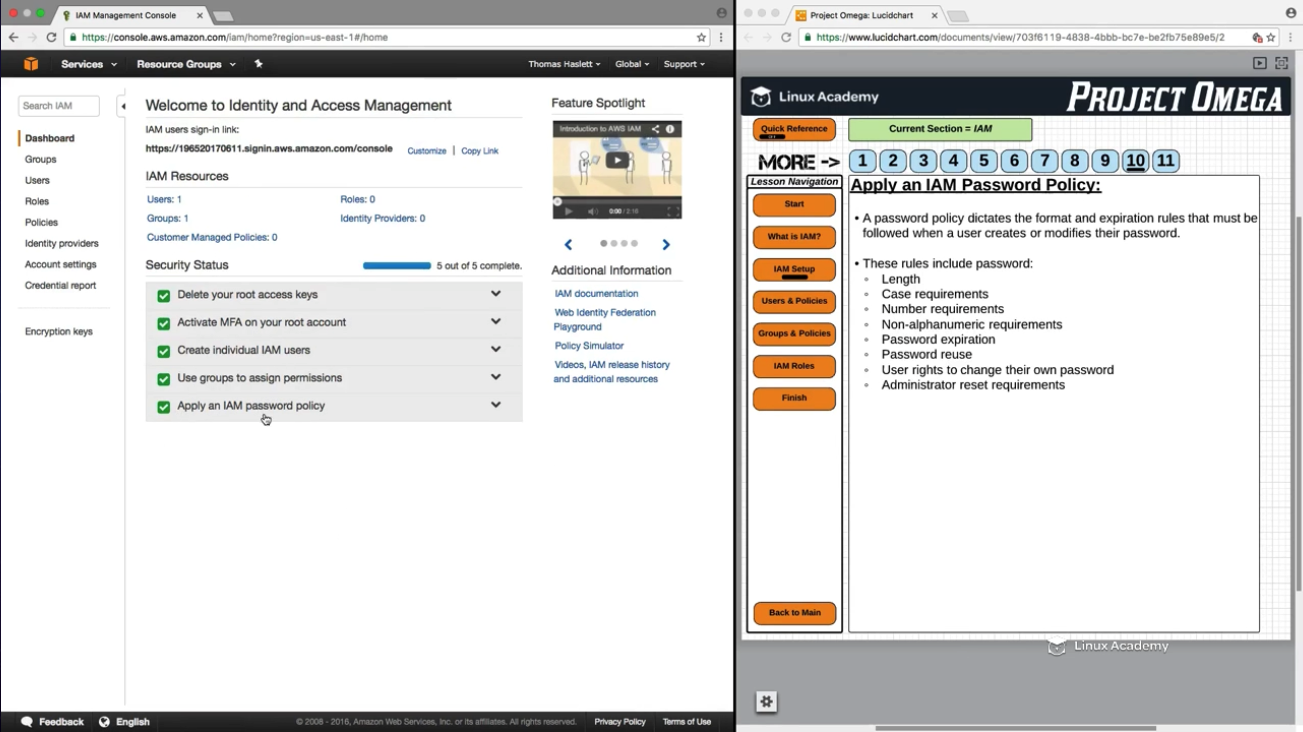 IAM Management Console
https://console.aws.amazon.com/iam/home?region=us-east-1#/home
Services
Resource Groups
Thomas Haslett
Global
Support
Search IAM
Dashboard
Groups
Users
Roles
Policies
Identity providers
Account settings
Credential report
Encryption keys
Welcome to Identity and Access Management
IAM users sign-in link:
https://196520170611.signin.aws.amazon.com/console
Customize | Copy Link
IAM Resources
Users: 1
Roles: 0
Groups: 1
Identity Providers: 0
Customer Managed Policies: 0
Security Status
5 out of 5 complete.
Delete your root access keys
Activate MFA on your root account
Create individual IAM users
Use groups to assign permissions
Apply an IAM password policy
Feature Spotlight
Introduction to AWS IAM
0:00 / 2:16
Additional Information
IAM documentation
Web Identity Federation
Playground
Policy Simulator
Videos, IAM release history
and additional resources
Feedback
English
© 2008 - 2016, Amazon Web Services, Inc. or its affiliates. All rights reserved.
Privacy Policy
Terms of Use
Project Omega: Lucidchart
https://www.lucidchart.com/documents/view/703f6119-4838-4bbb-bc7e-be2fb75e89e5/2
Linux Academy
PROJECT OMEGA
Quick Reference
Current Section = IAM
MORE ->
1 2 3 4 5 6 7 8 9 10 11
Lesson Navigation
Start
What is IAM?
IAM Setup
Users & Policies
Groups & Policies
IAM Roles
Finish
Back to Main
Apply an IAM Password Policy:
• A password policy dictates the format and expiration rules that must be
followed when a user creates or modifies their password.
• These rules include password:
◦ Length
◦ Case requirements
◦ Number requirements
◦ Non-alphanumeric requirements
◦ Password expiration
◦ Password reuse
◦ User rights to change their own password
◦ Administrator reset requirements
Linux Academy